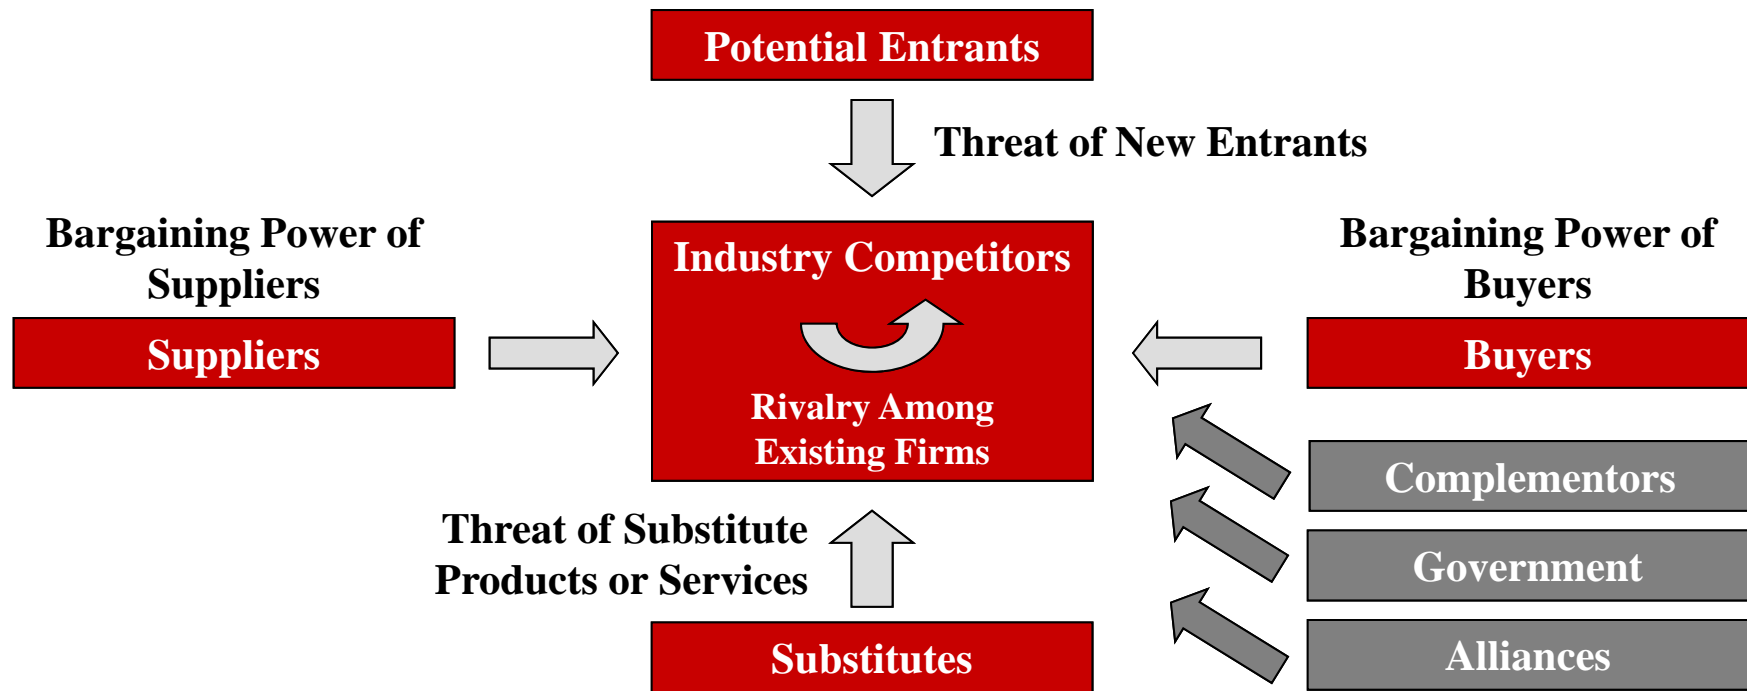 Potential Entrants
Threat of New Entrants
Bargaining Power of
Suppliers
Suppliers
Industry Competitors
Rivalry Among
Existing Firms
Bargaining Power of
Buyers
Buyers
Complementors
Government
Alliances
Threat of Substitute
Products or Services
Substitutes